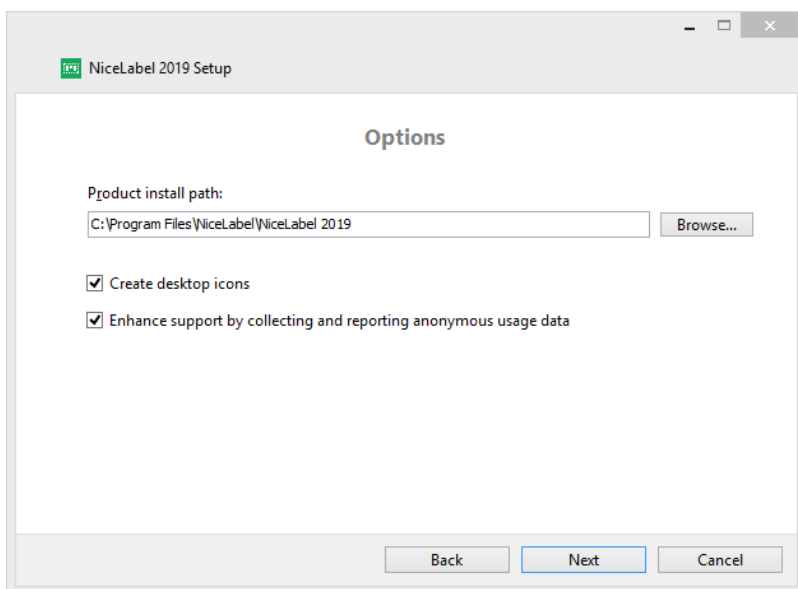 NiceLabel 2019 Setup
Options
Product install path:
C:\Program Files\NiceLabel\NiceLabel 2019
Browse...
Create desktop icons
Enhance support by collecting and reporting anonymous usage data
Back Next Cancel